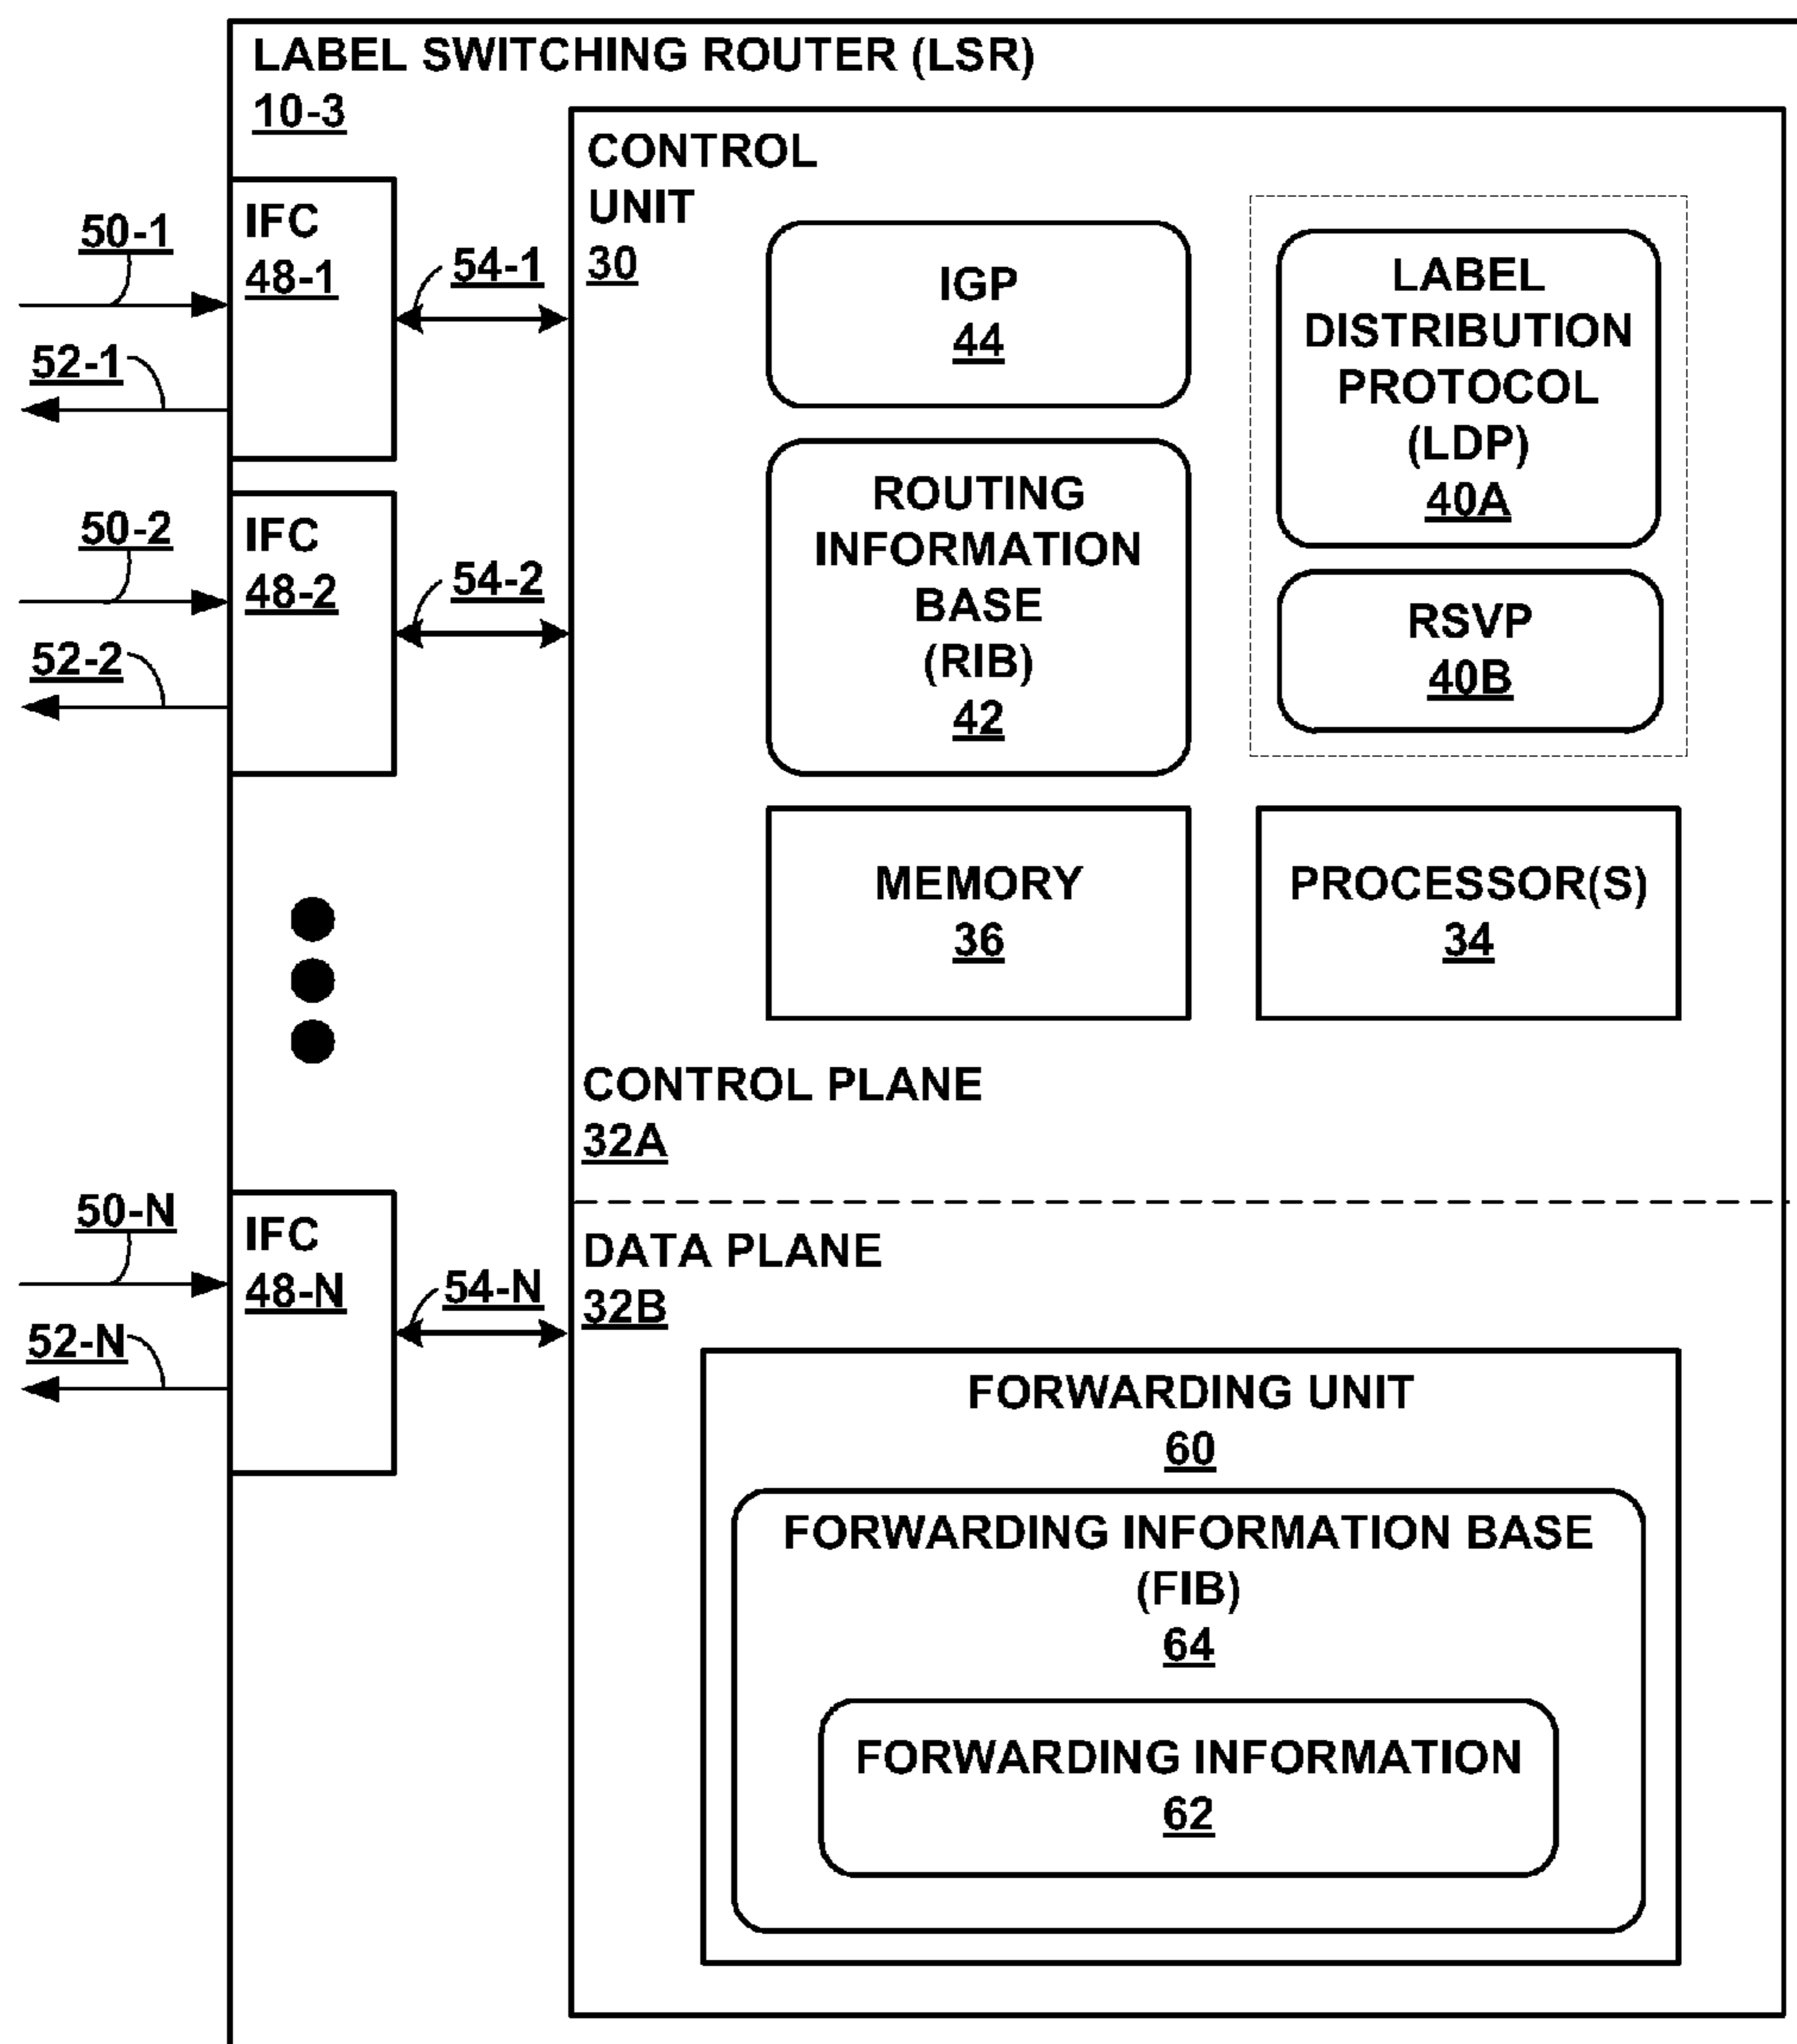 LABEL SWITCHING ROUTER (LSR)
10-3
CONTROL
UNIT
30
IFC
48-1
50-1
52-1
54-1
IFC
48-2
50-2
52-2
54-2
IFC
48-N
50-N
52-N
54-N
IGP
44
LABEL
DISTRIBUTION
PROTOCOL
(LDP)
40A
ROUTING
INFORMATION
BASE
(RIB)
42
RSVP
40B
MEMORY
36
PROCESSOR(S)
34
CONTROL PLANE
32A
DATA PLANE
32B
FORWARDING UNIT
60
FORWARDING INFORMATION BASE
(FIB)
64
FORWARDING INFORMATION
62